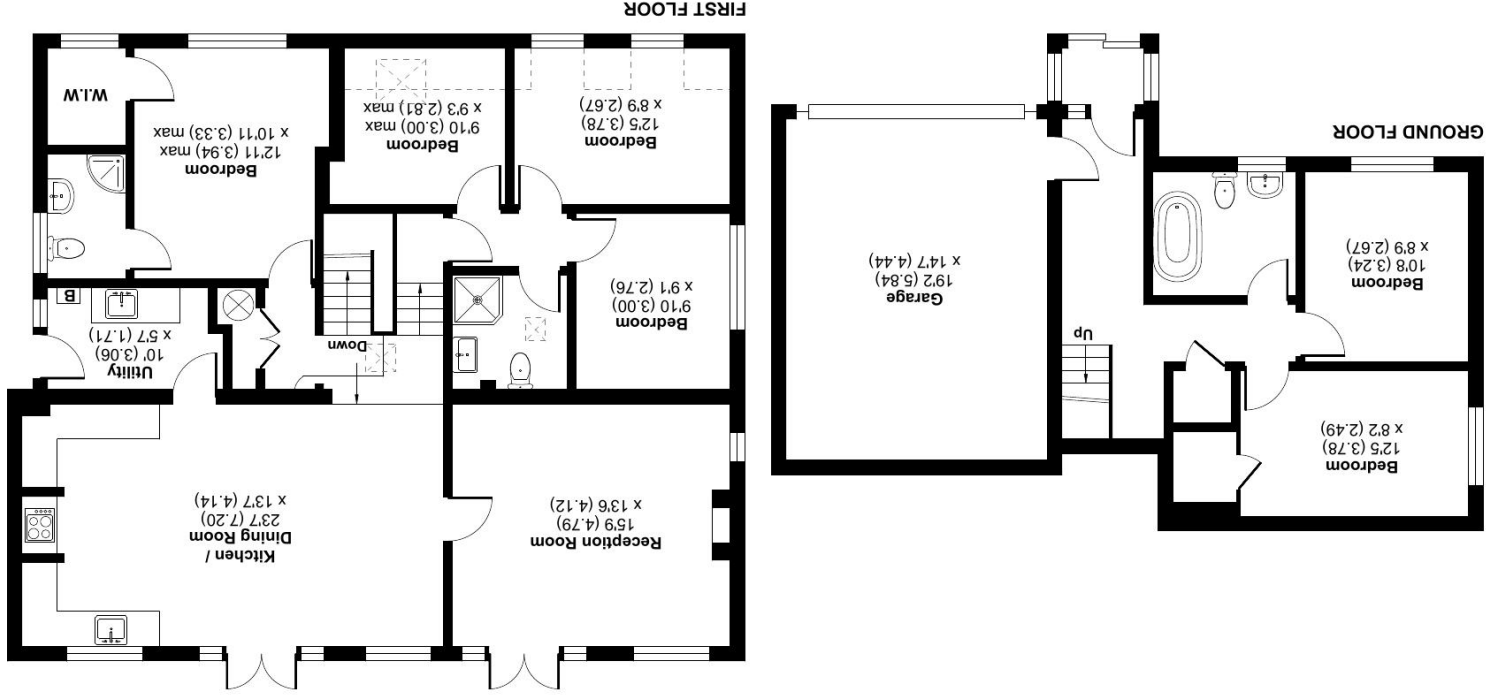 Bedroom
12'5 (3.78)
x 8'2 (2.49)
Up
Bedroom
10'8 (3.24)
x 8'9 (2.67)
Garage
19'2 (5.84)
x 14'7 (4.44)
GROUND FLOOR
Reception Room
15'9 (4.79)
x 13'6 (4.12)
Kitchen /
Dining Room
23'7 (7.20)
x 13'7 (4.14)
Utility
10' (3.06)
x 5'7 (1.71)
B
Down
Bedroom
9'10 (3.00)
x 9'1 (2.76)
Bedroom
12'5 (3.78)
x 8'9 (2.67)
Bedroom
9'10 (3.00) max
x 9'3 (2.81) max
Bedroom
12'11 (3.94) max
x 10'11 (3.33) max
W.I.W
FIRST FLOOR